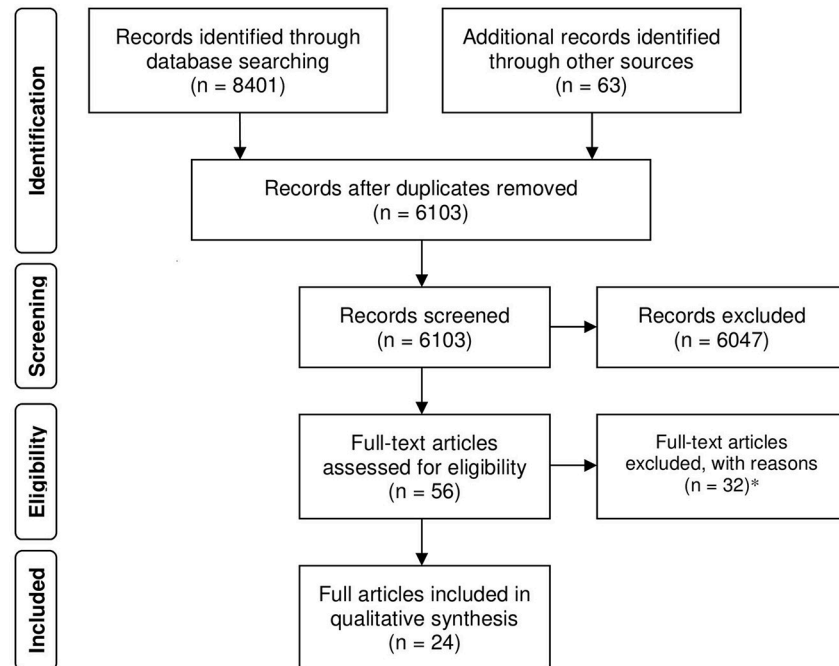 Identification
Records identified through
database searching
(n = 8401)
Additional records identified
through other sources
(n = 63)
Records after duplicates removed
(n = 6103)
Screening
Records screened
(n = 6103)
Records excluded
(n = 6047)
Eligibility
Full-text articles
assessed for eligibility
(n = 56)
Full-text articles
excluded, with reasons
(n = 32)*
Included
Full articles included in
qualitative synthesis
(n = 24)